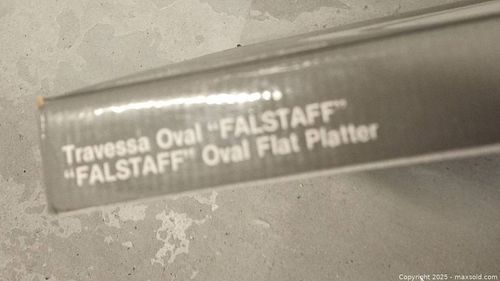 Travessa Oval “FALSTAFF”
“FALSTAFF” Oval Flat Platter
Copyright 2025 - maxsold.com